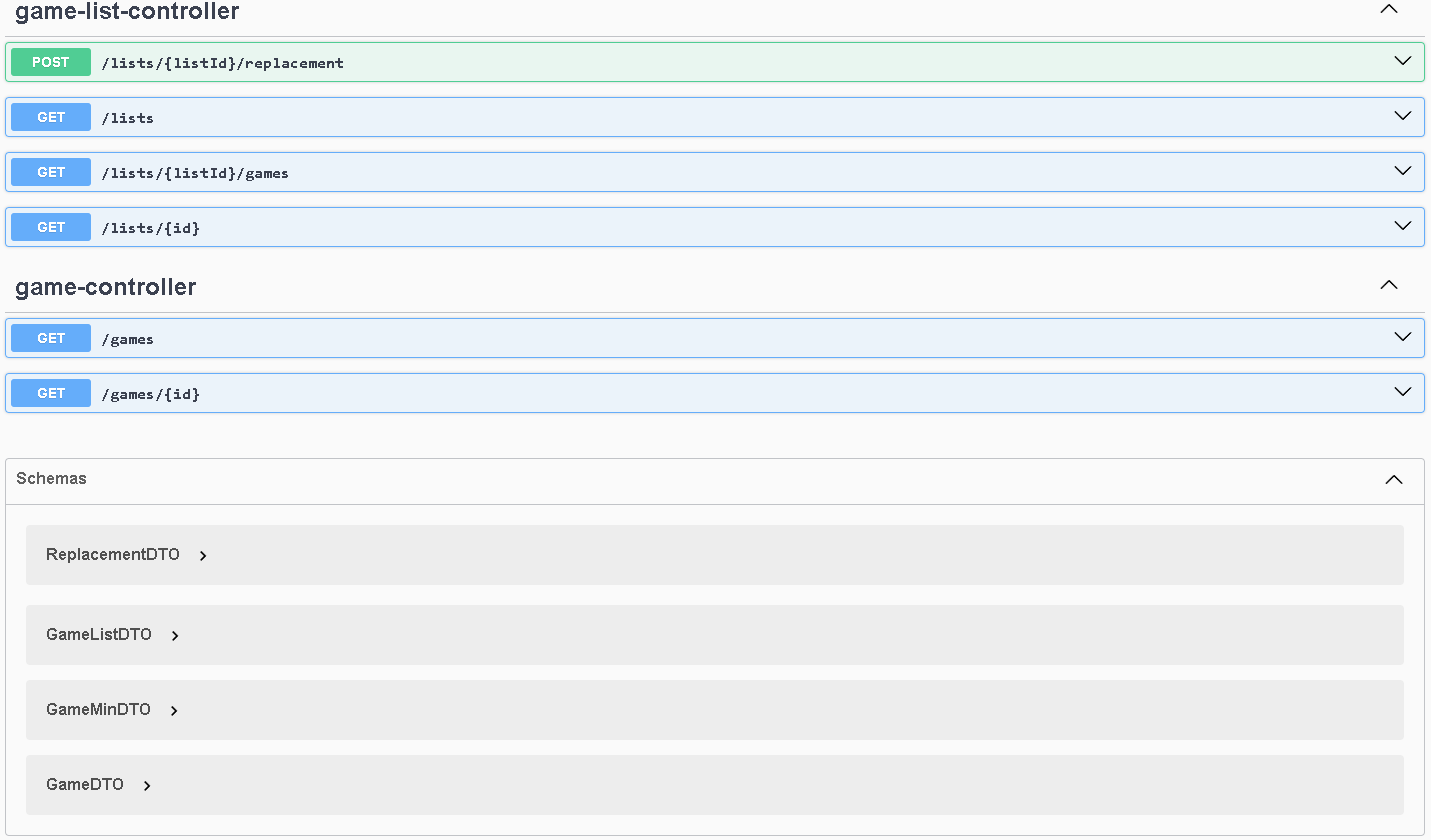 game-list-controller
POST /lists/{listId}/replacement
GET /lists
GET /lists/{listId}/games
GET /lists/{id}
game-controller
GET /games
GET /games/{id}
Schemas
ReplacementDTO
GameListDTO
GameMinDTO
GameDTO